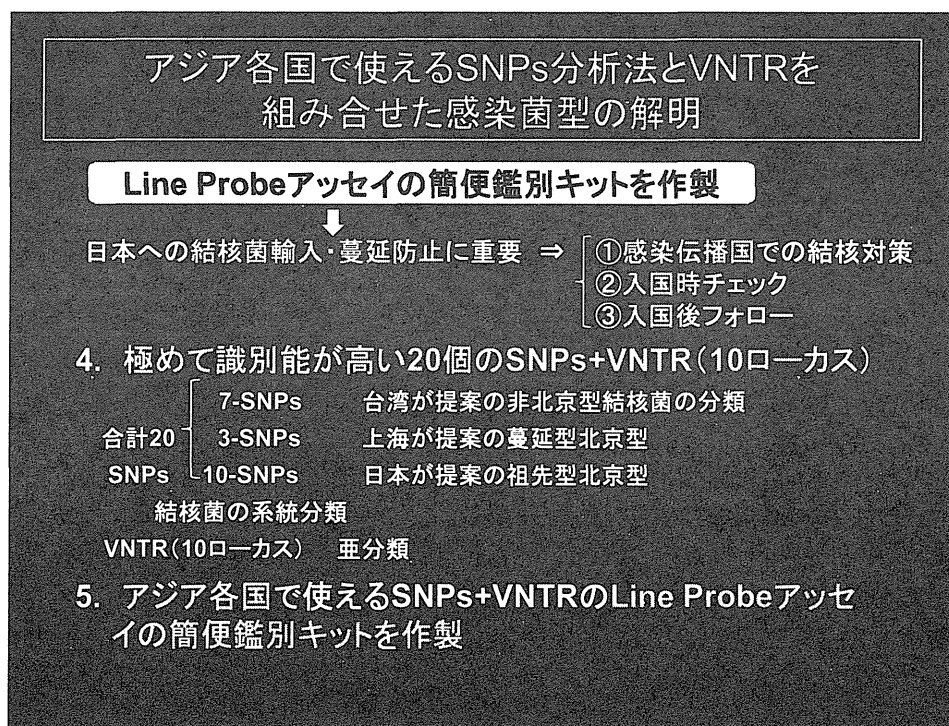 アジア各国で使えるSNPs分析法とVNTRを
組み合せた感染菌型の解明
Line Probeアッセイの簡便鑑別キットを作製
日本への結核菌輸入・蔓延防止に重要 ⇒ ①感染伝播国での結核対策
②入国時チェック
③入国後フォロー
4. 極めて識別能が高い20個のSNPs+VNTR(10ローカス)
7-SNPs 台湾が提案の非北京型結核菌の分類
合計20 3-SNPs 上海が提案の蔓延型北京型
SNPs 10-SNPs 日本が提案の祖先型北京型
結核菌の系統分類
VNTR(10ローカス) 亜分類
5. アジア各国で使えるSNPs+VNTRのLine Probeアッセ
イの簡便鑑別キットを作製